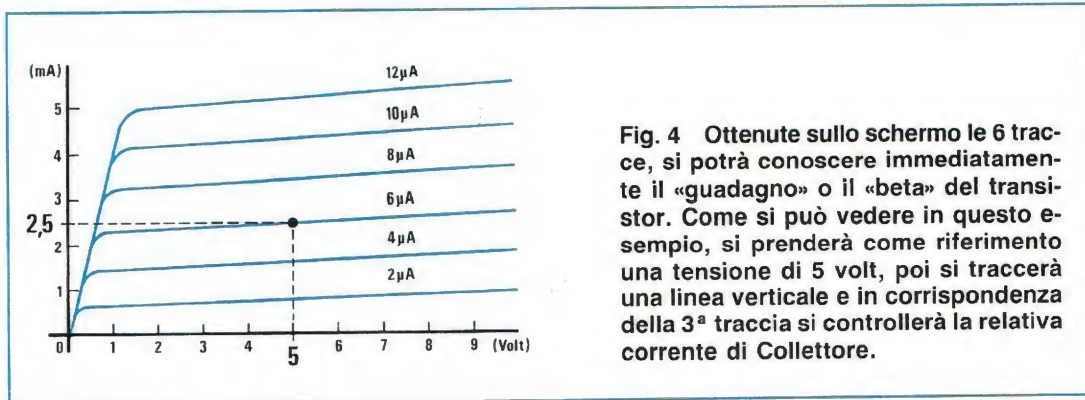 (mA)
12µA
5
10µA
4
8µA
3
6µA
2,5
2
4µA
1
2µA
0 1 2 3 4 5 6 7 8 9 (Volt)
Fig. 4 Ottenute sullo schermo le 6 trac-
ce, si potrà conoscere immediatamen-
te il «guadagno» o il «beta» del transi-
stor. Come si può vedere in questo e-
sempio, si prenderà come riferimento
una tensione di 5 volt, poi si traccerà
una linea verticale e in corrispondenza
della 3ª traccia si controllerà la relativa
corrente di Collettore.